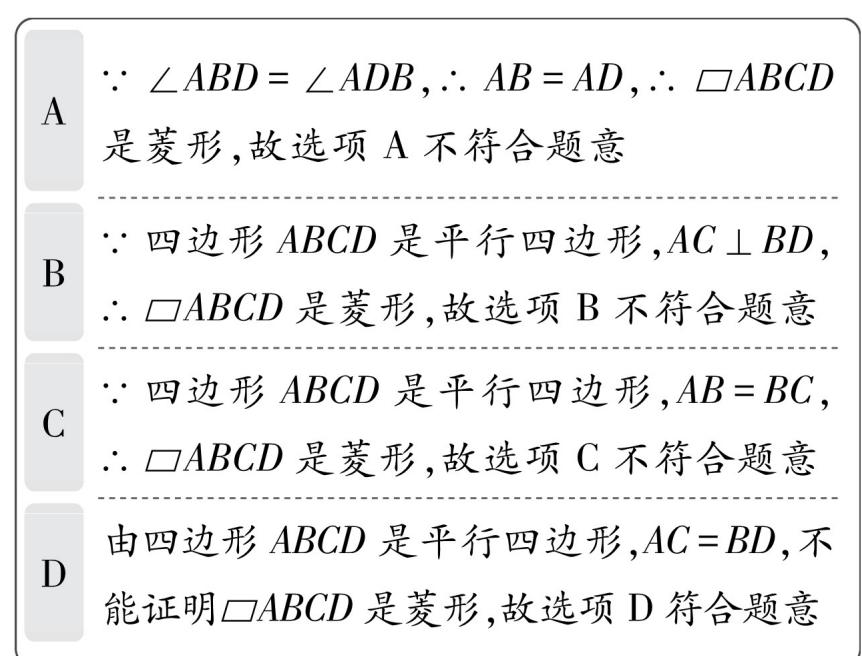 A
∵ ∠ABD = ∠ADB,∴ AB = AD,∴ ▱ABCD
是菱形,故选项 A 不符合题意
B
∵ 四边形 ABCD 是平行四边形,AC ⊥ BD,
∴ ▱ABCD 是菱形,故选项 B 不符合题意
C
∵ 四边形 ABCD 是平行四边形,AB = BC,
∴ ▱ABCD 是菱形,故选项 C 不符合题意
D
由四边形 ABCD 是平行四边形,AC = BD,不
能证明▱ABCD 是菱形,故选项 D 符合题意